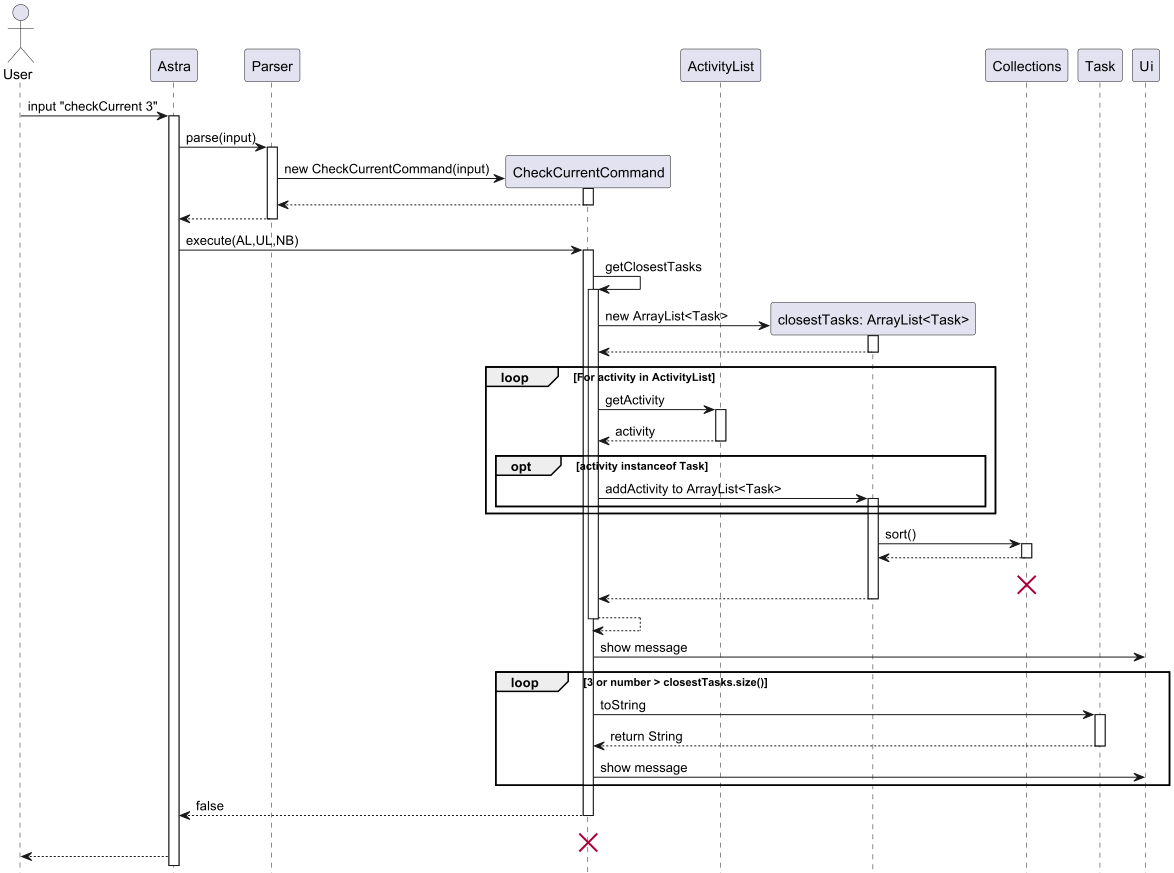 User
Astra
Parser
ActivityList
Collections
Task
Ui
input "checkCurrent 3"
parse(input)
new CheckCurrentCommand(input)
CheckCurrentCommand
execute(AL,UL,NB)
getClosestTasks
new ArrayList<Task>
closestTasks: ArrayList<Task>
loop [For activity in ActivityList]
getActivity
activity
opt [activity instanceof Task]
addActivity to ArrayList<Task>
sort()
show message
loop [3 or number > closestTasks.size()]
toString
return String
show message
false